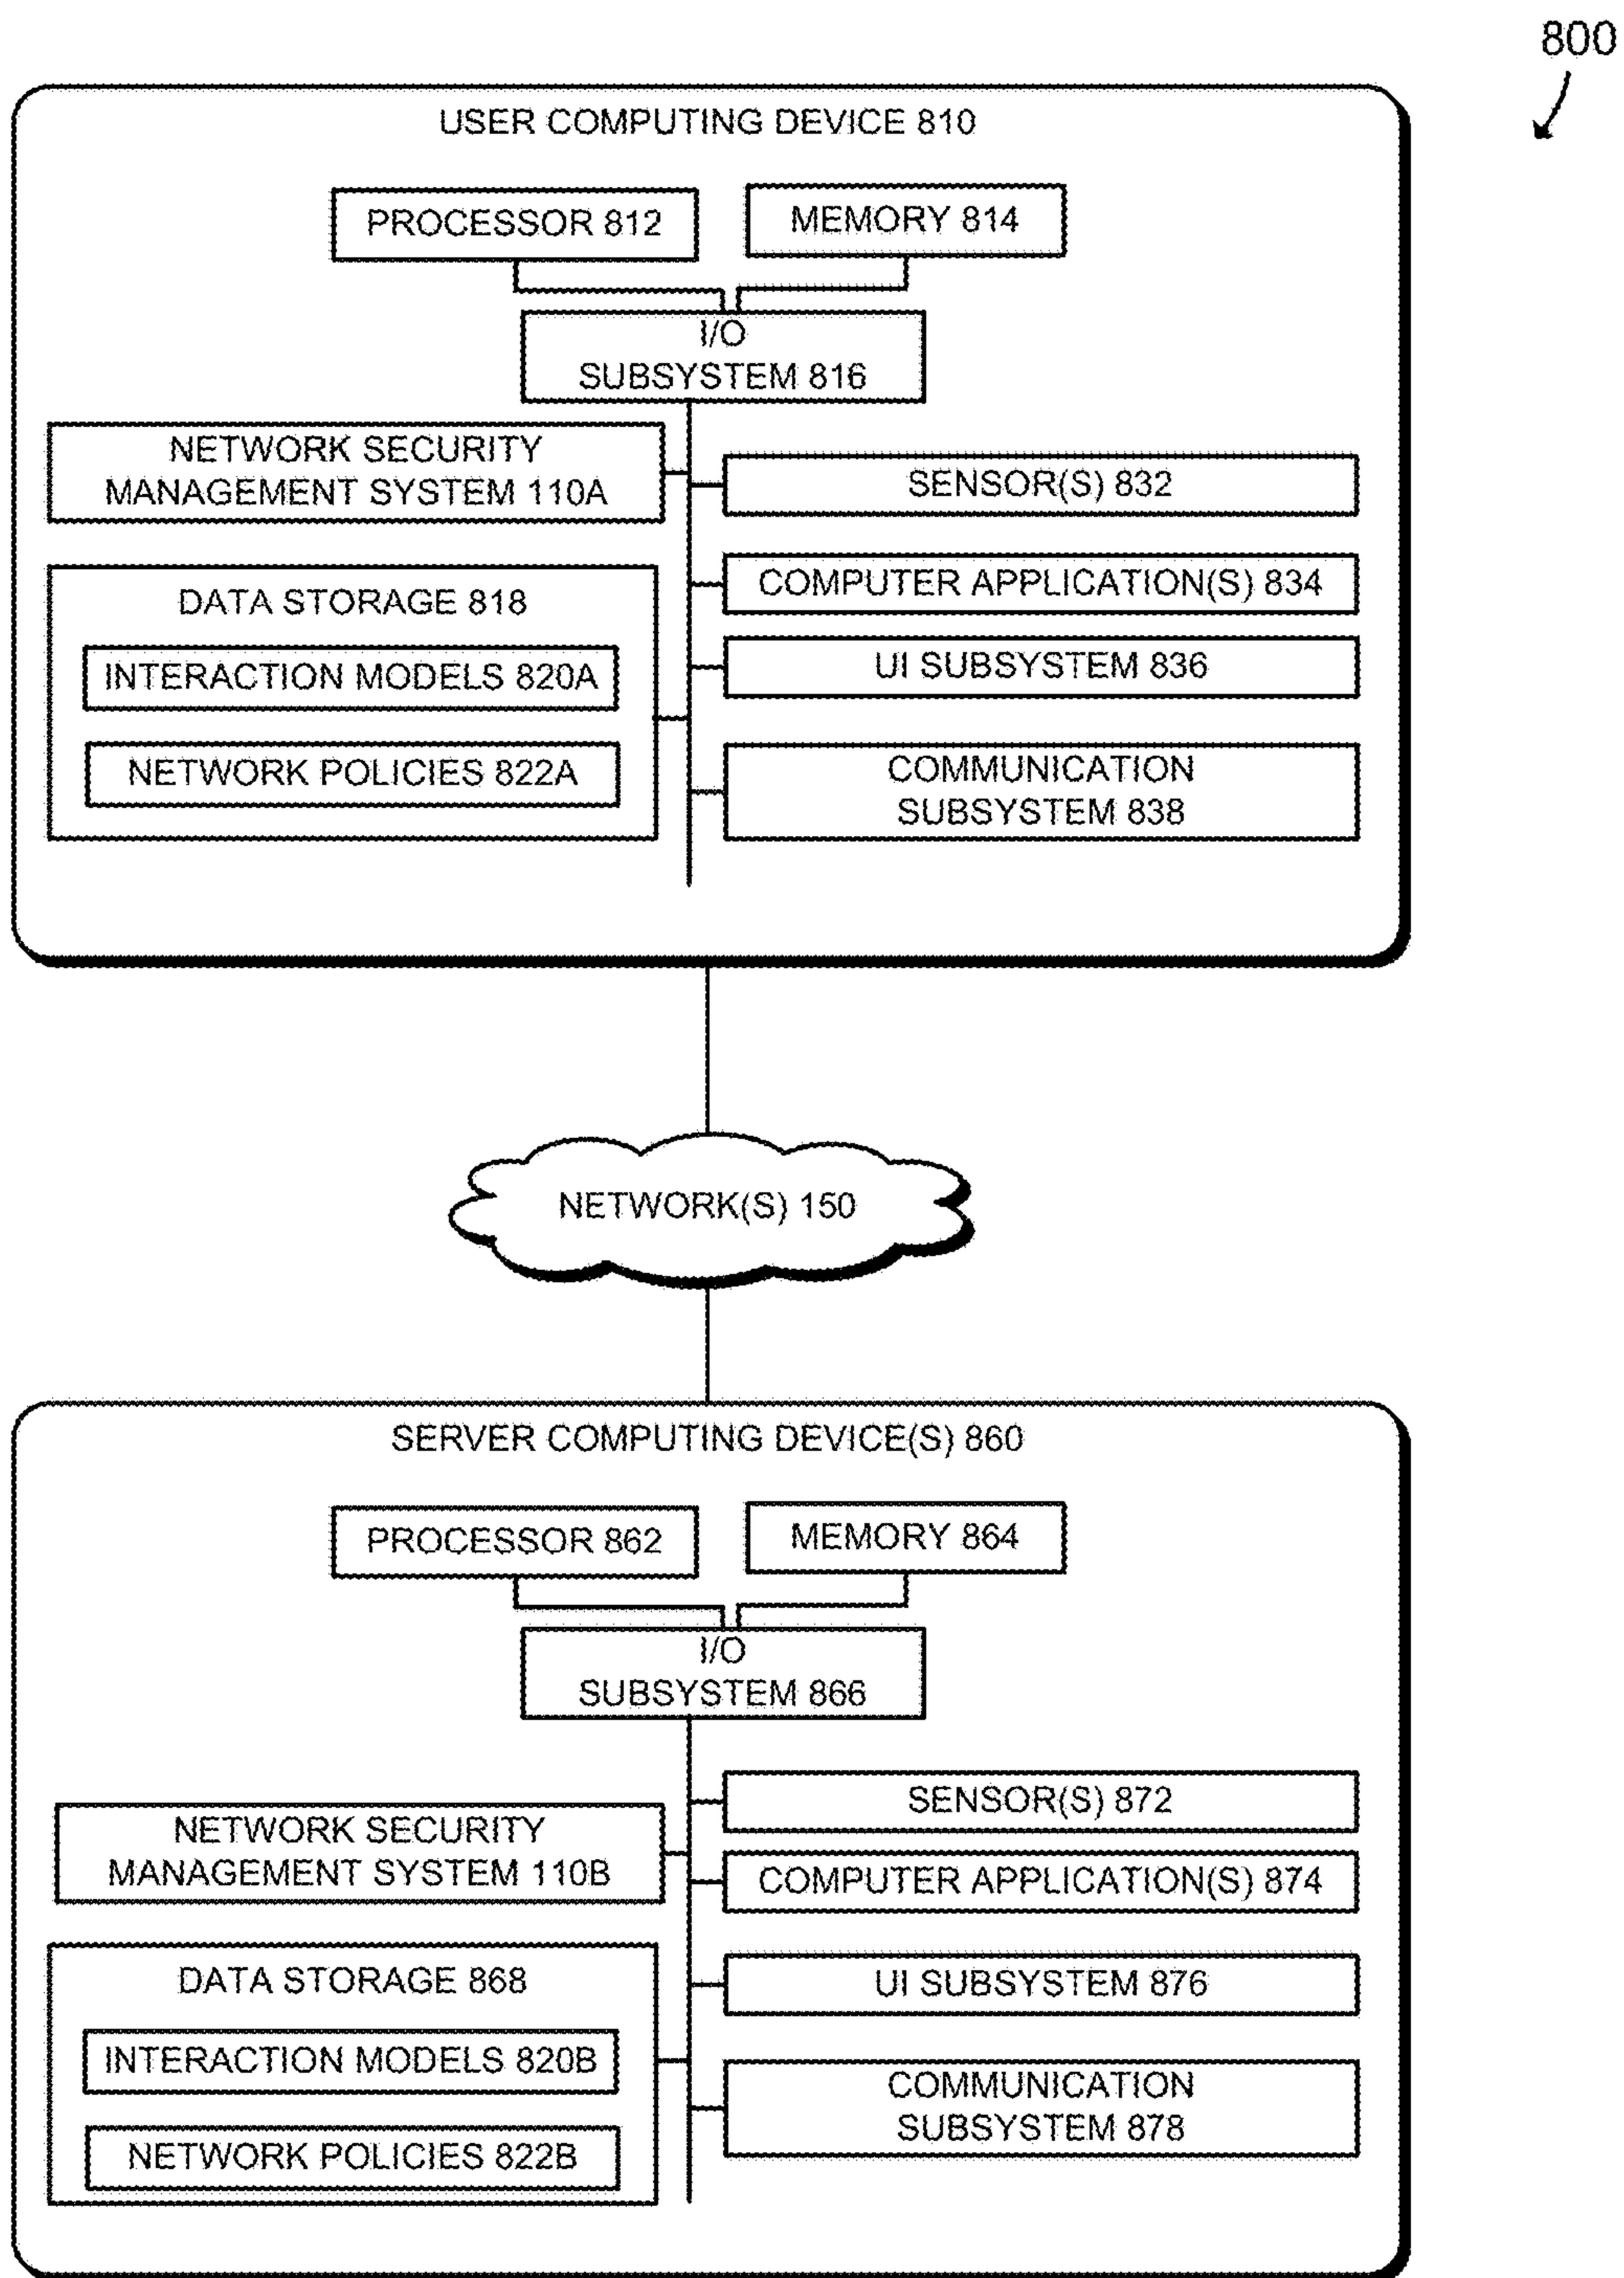 800
USER COMPUTING DEVICE 810
PROCESSOR 812
MEMORY 814
I/O
SUBSYSTEM 816
NETWORK SECURITY
MANAGEMENT SYSTEM 110A
SENSOR(S) 832
DATA STORAGE 818
INTERACTION MODELS 820A
NETWORK POLICIES 822A
COMPUTER APPLICATION(S) 834
UI SUBSYSTEM 836
COMMUNICATION
SUBSYSTEM 838
NETWORK(S) 150
SERVER COMPUTING DEVICE(S) 860
PROCESSOR 862
MEMORY 864
I/O
SUBSYSTEM 866
NETWORK SECURITY
MANAGEMENT SYSTEM 110B
SENSOR(S) 872
COMPUTER APPLICATION(S) 874
DATA STORAGE 868
INTERACTION MODELS 820B
NETWORK POLICIES 822B
UI SUBSYSTEM 876
COMMUNICATION
SUBSYSTEM 878